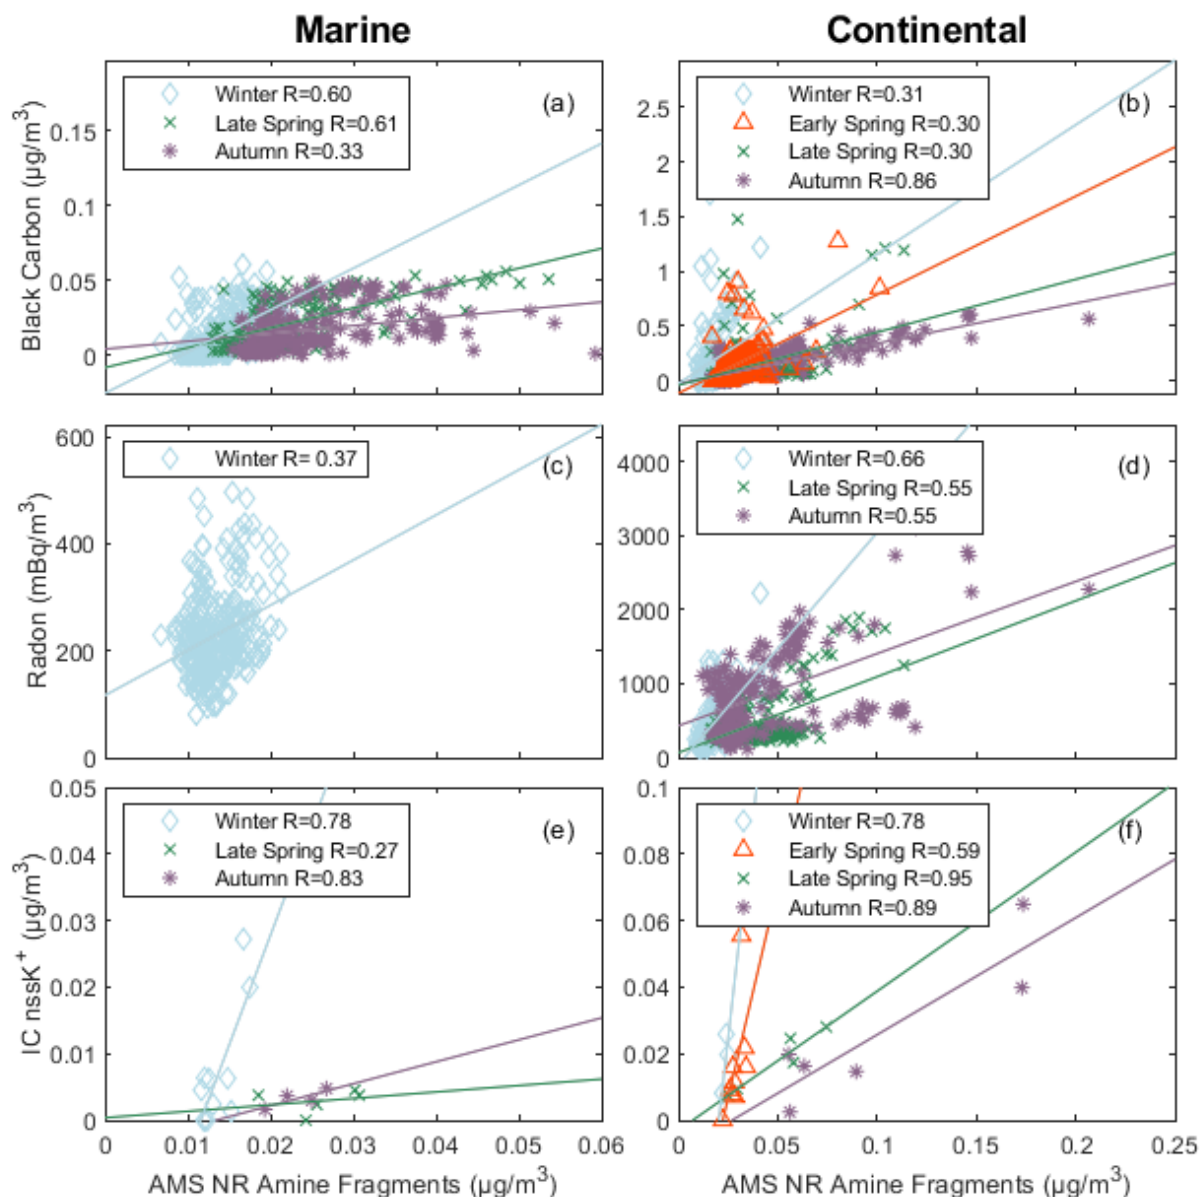 Marine
Continental
Winter R=0.60
Late Spring R=0.61
Autumn R=0.33
(a)
Black Carbon (µg/m³)
0.15
0.1
0.05
0
Winter R=0.31
Early Spring R=0.30
Late Spring R=0.30
Autumn R=0.86
(b)
2.5
2
1.5
1
0.5
0
Winter R= 0.37
(c)
Radon (mBq/m³)
600
400
200
0
Winter R=0.66
Late Spring R=0.55
Autumn R=0.55
(d)
4000
3000
2000
1000
0
Winter R=0.78
Late Spring R=0.27
Autumn R=0.83
(e)
IC nssK⁺ (µg/m³)
0.05
0.04
0.03
0.02
0.01
0
0 0.01 0.02 0.03 0.04 0.05 0.06
AMS NR Amine Fragments (µg/m³)
Winter R=0.78
Early Spring R=0.59
Late Spring R=0.95
Autumn R=0.89
(f)
0.1
0.08
0.06
0.04
0.02
0
0 0.05 0.1 0.15 0.2 0.25
AMS NR Amine Fragments (µg/m³)